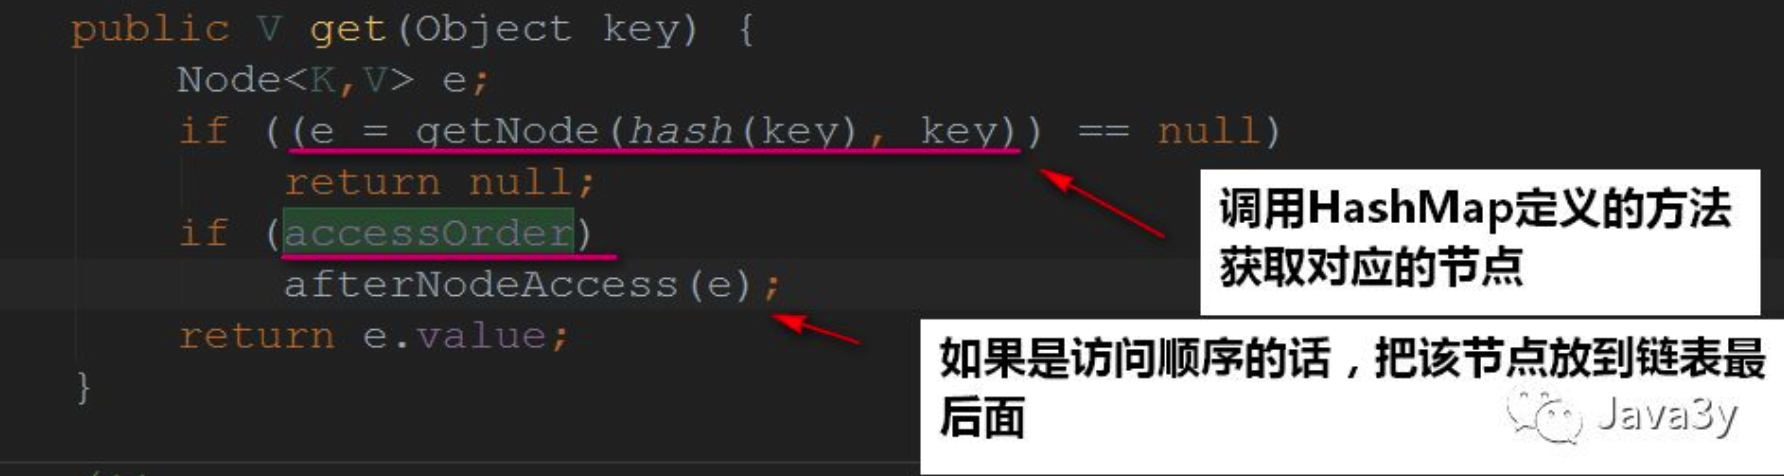 public V get(Object key) {
Node<K,V> e;
if ((e = getNode(hash(key), key)) == null)
return null;
if (accessOrder)
afterNodeAccess(e);
return e.value;
}
调用HashMap定义的方法
获取对应的节点
如果是访问顺序的话，把该节点放到链表最
后面
Java3y